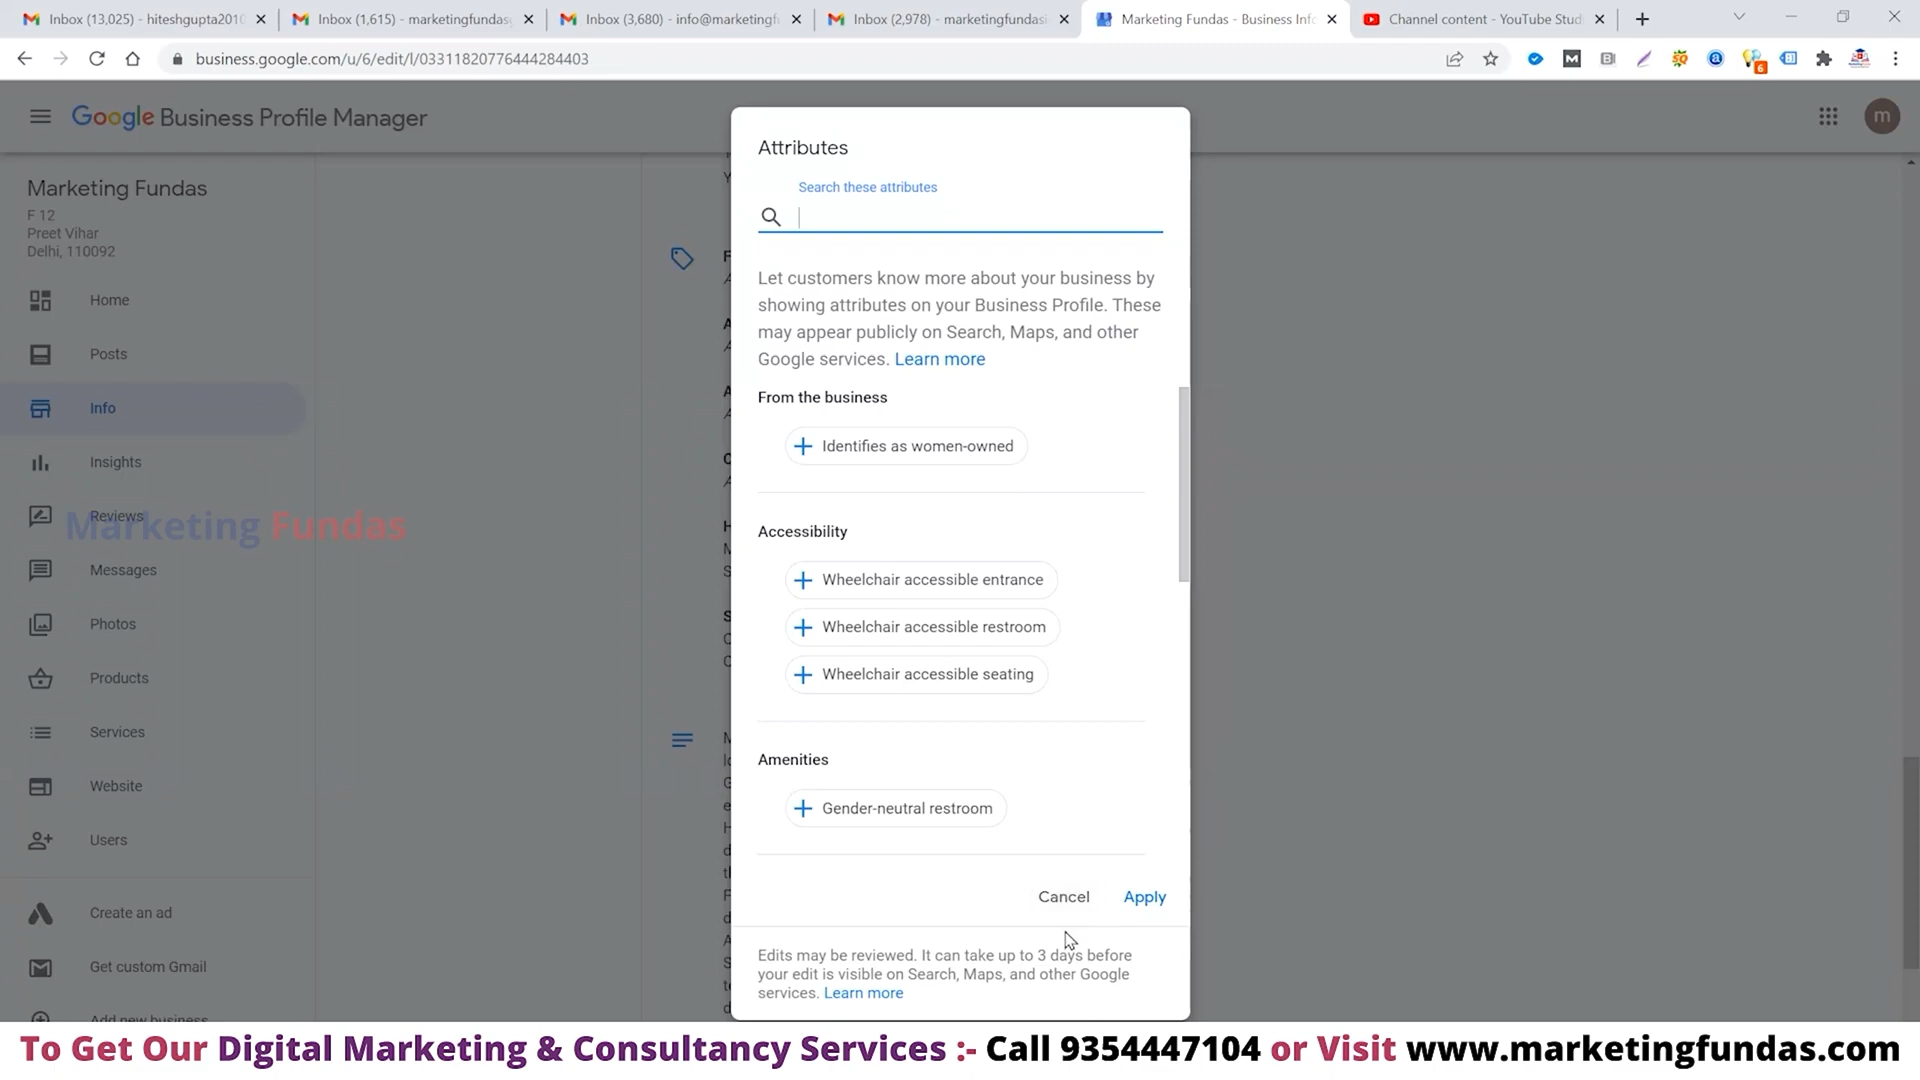 Inbox (13,025) - hiteshgupta2010
Inbox (1,615) - marketingfundas
Inbox (3,680) - info@marketingf
Inbox (2,978) - marketingfundasi
Marketing Fundas - Business Info
Channel content - YouTube Stud
business.google.com/u/6/edit/l/03311820776444284403
6
Google Business Profile Manager
m
Marketing Fundas
F 12
Preet Vihar
Delhi, 110092
Home
Posts
Info
Insights
Reviews
Marketing Fundas
Messages
Photos
Products
Services
Website
Users
Create an ad
Get custom Gmail
Add new business
Attributes
Search these attributes
Let customers know more about your business by
showing attributes on your Business Profile. These
may appear publicly on Search, Maps, and other
Google services. Learn more
From the business
Identifies as women-owned
Accessibility
Wheelchair accessible entrance
Wheelchair accessible restroom
Wheelchair accessible seating
Amenities
Gender-neutral restroom
Cancel Apply
Edits may be reviewed. It can take up to 3 days before
your edit is visible on Search, Maps, and other Google
services. Learn more
To Get Our Digital Marketing & Consultancy Services :- Call 9354447104 or Visit www.marketingfundas.com